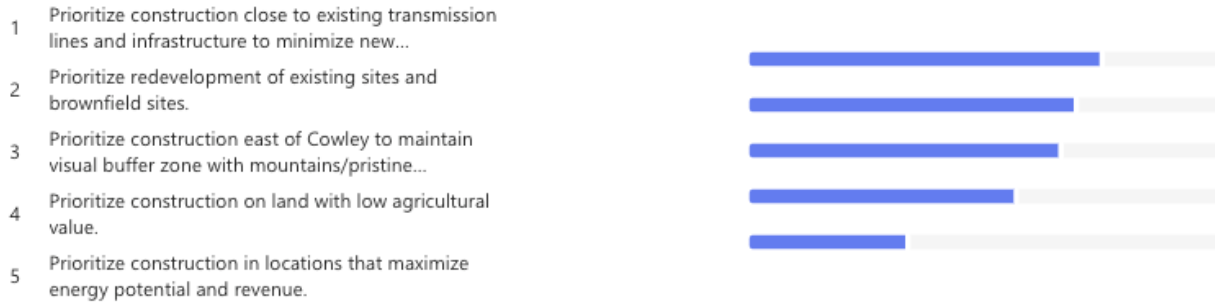 1
Prioritize construction close to existing transmission
lines and infrastructure to minimize new...
2
Prioritize redevelopment of existing sites and
brownfield sites.
3
Prioritize construction east of Cowley to maintain
visual buffer zone with mountains/pristine...
4
Prioritize construction on land with low agricultural
value.
5
Prioritize construction in locations that maximize
energy potential and revenue.